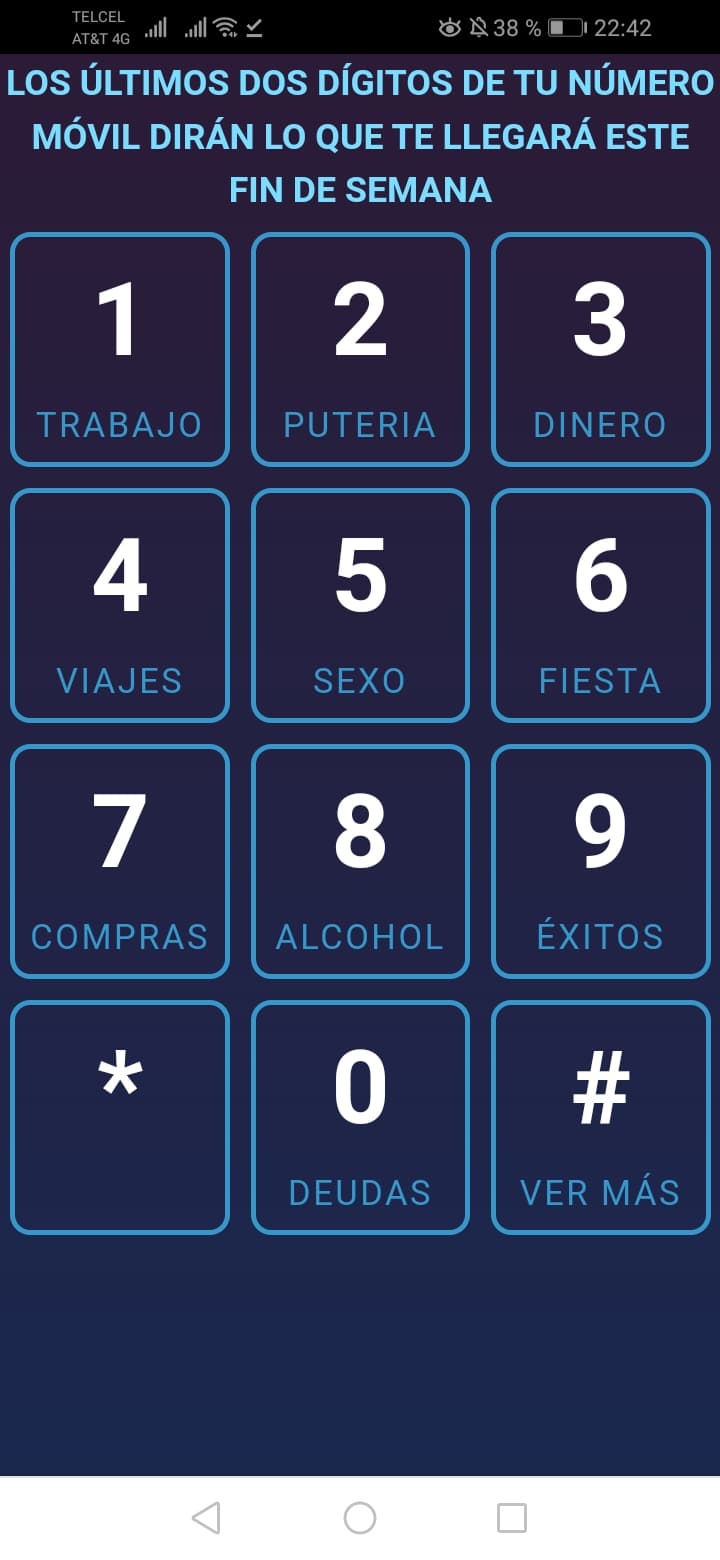 TELCEL
AT&T 4G
38 % 22:42
LOS ÚLTIMOS DOS DÍGITOS DE TU NÚMERO
MÓVIL DIRÁN LO QUE TE LLEGARÁ ESTE
FIN DE SEMANA
1 2 3
TRABAJO PUTERIA DINERO
4 5 6
VIAJES SEXO FIESTA
7 8 9
COMPRAS ALCOHOL ÉXITOS
* 0 #
DEUDAS VER MÁS